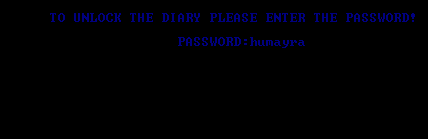 TO UNLOCK THE DIARY PLEASE ENTER THE PASSWORD!
PASSWORD:humayra